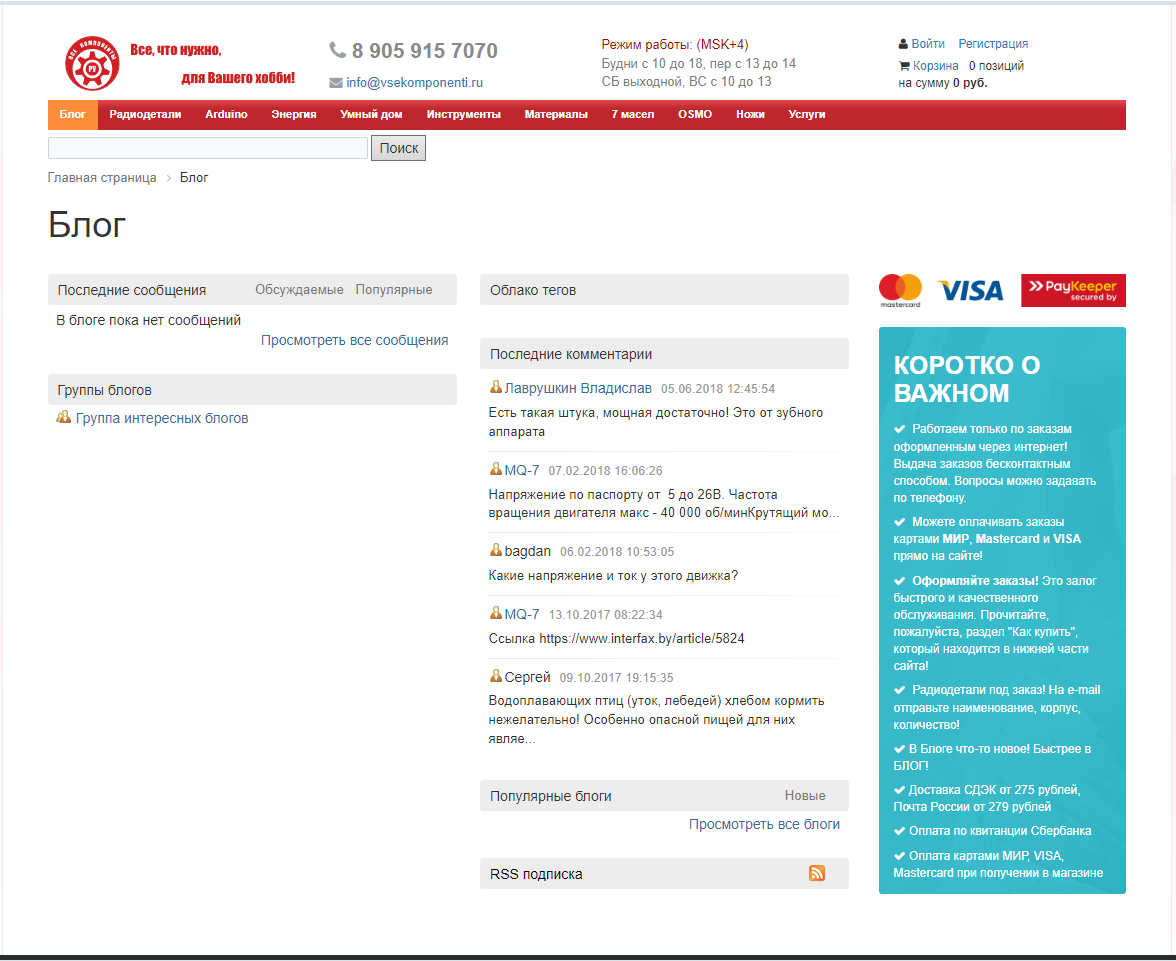 ВСЕ КОМПОНЕНТЫ
РУ
Все, что нужно,
для Вашего хобби!
8 905 915 7070
info@vsekomponenti.ru
Режим работы: (MSK+4)
Будни с 10 до 18, пер с 13 до 14
СБ выходной, ВС с 10 до 13
Войти Регистрация
Корзина 0 позиций
на сумму 0 руб.
Блог Радиодетали Arduino Энергия Умный дом Инструменты Материалы 7 масел OSMO Ножи Услуги
Поиск
Главная страница › Блог
Блог
Последние сообщения Обсуждаемые Популярные
В блоге пока нет сообщений
Просмотреть все сообщения
Группы блогов
Группа интересных блогов
Облако тегов
Последние комментарии
Лаврушкин Владислав 05.06.2018 12:45:54
Есть такая штука, мощная достаточно! Это от зубного
аппарата
MQ-7 07.02.2018 16:06:26
Напряжение по паспорту от 5 до 26В. Частота
вращения двигателя макс - 40 000 об/минКрутящий мо...
bagdan 06.02.2018 10:53:05
Какие напряжение и ток у этого движка?
MQ-7 13.10.2017 08:22:34
Ссылка https://www.interfax.by/article/5824
Сергей 09.10.2017 19:15:35
Водоплавающих птиц (уток, лебедей) хлебом кормить
нежелательно! Особенно опасной пищей для них
являе...
Популярные блоги Новые
Просмотреть все блоги
RSS подписка
mastercard
VISA
PayKeeper
secured by
КОРОТКО О
ВАЖНОМ
Работаем только по заказам
оформленным через интернет!
Выдача заказов бесконтактным
способом. Вопросы можно задавать
по телефону.
Можете оплачивать заказы
картами МИР, Mastercard и VISA
прямо на сайте!
Оформляйте заказы! Это залог
быстрого и качественного
обслуживания. Прочитайте,
пожалуйста, раздел "Как купить",
который находится в нижней части
сайта!
Радиодетали под заказ! На e-mail
отправьте наименование, корпус,
количество!
В Блоге что-то новое! Быстрее в
БЛОГ!
Доставка СДЭК от 275 рублей,
Почта России от 279 рублей
Оплата по квитанции Сбербанка
Оплата картами МИР, VISA,
Mastercard при получении в магазине